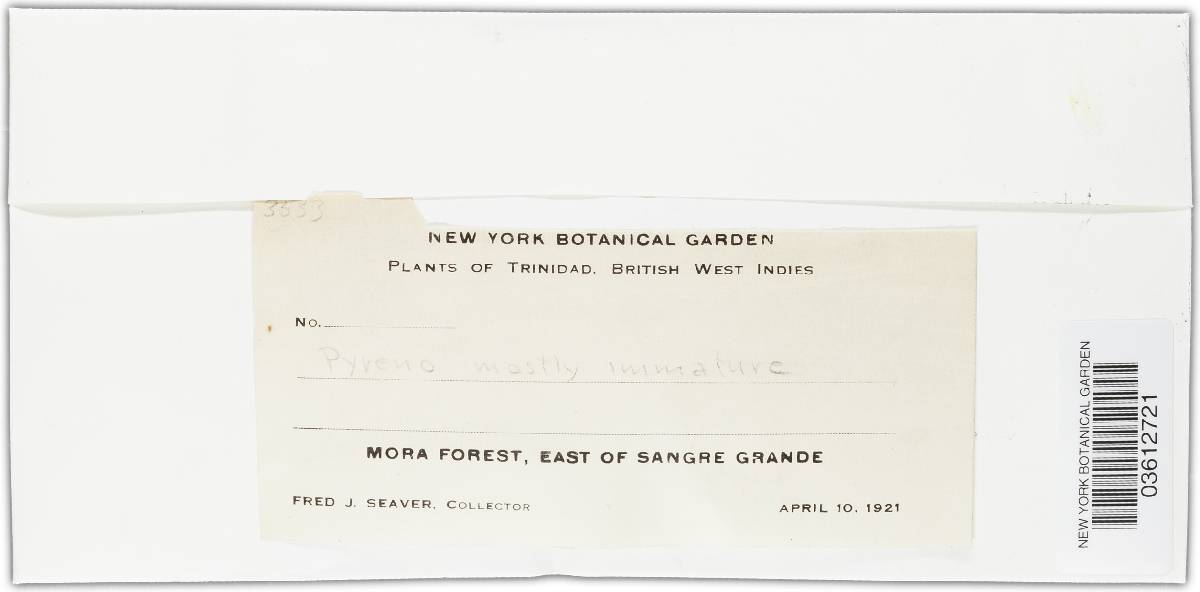 3533
NEW YORK BOTANICAL GARDEN
PLANTS OF TRINIDAD, BRITISH WEST INDIES
No.
Pyreno mostly immature
MORA FOREST, EAST OF SANGRE GRANDE
FRED J. SEAVER, COLLECTOR
APRIL 10, 1921
NEW YORK BOTANICAL GARDEN
03612721